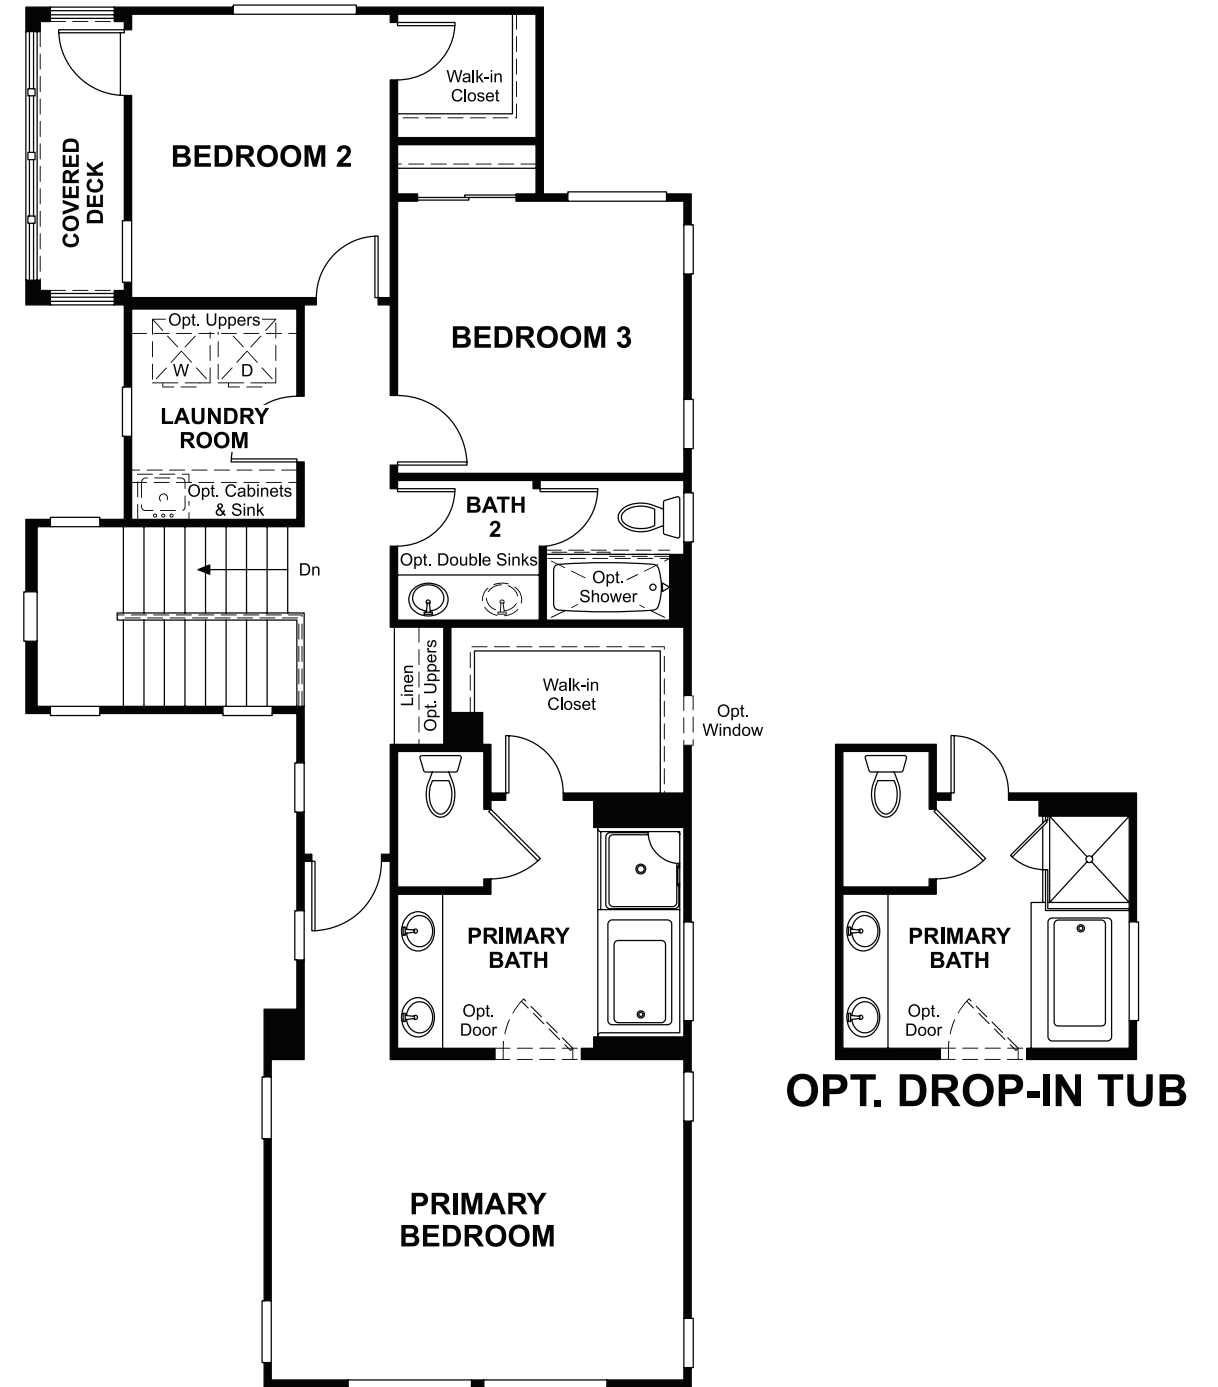 Walk-in
Closet
BEDROOM 2
COVERED
DECK
BEDROOM 3
Opt. Uppers
W
D
LAUNDRY
ROOM
Opt. Cabinets
& Sink
BATH
2
Opt. Double Sinks
Opt.
Shower
Dn
Linen
Opt. Uppers
Walk-in
Closet
Opt.
Window
PRIMARY
BATH
Opt.
Door
PRIMARY
BEDROOM
PRIMARY
BATH
Opt.
Door
OPT. DROP-IN TUB